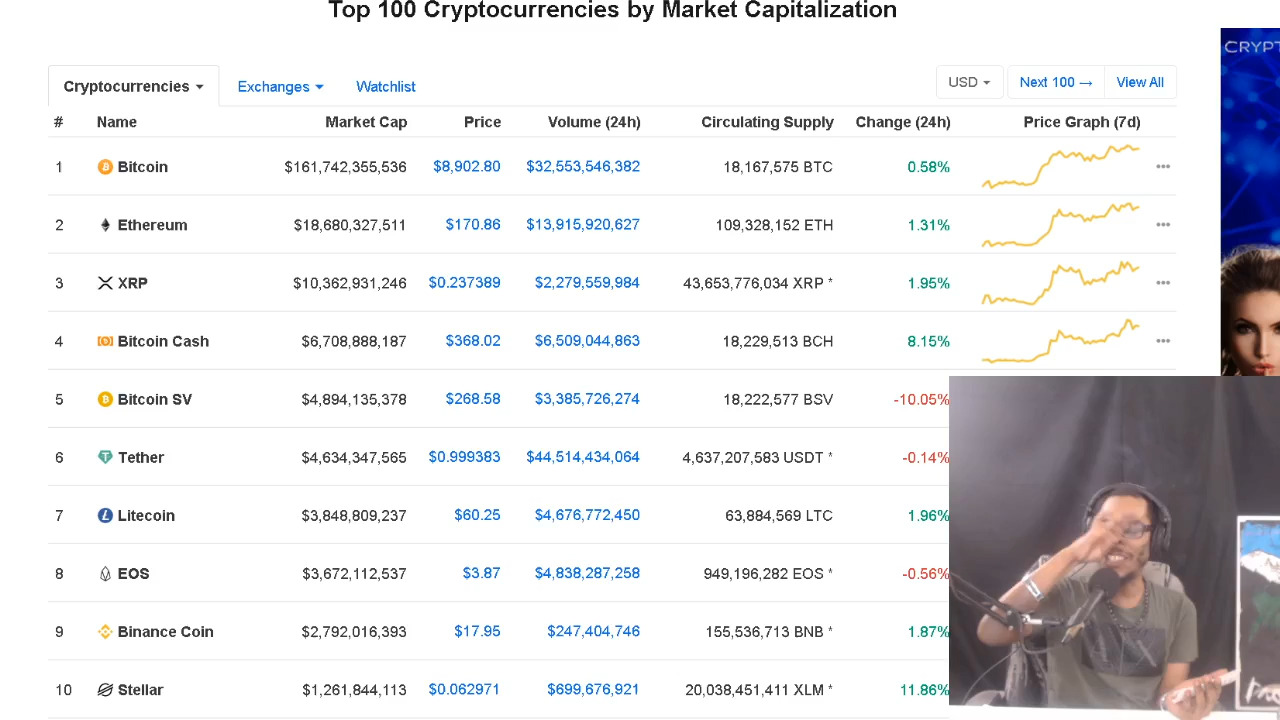 Top 100 Cryptocurrencies by Market Capitalization
CRYPT
Cryptocurrencies Exchanges Watchlist USD Next 100 → View All
# Name Market Cap Price Volume (24h) Circulating Supply Change (24h) Price Graph (7d)
1 Bitcoin $161,742,355,536 $8,902.80 $32,553,546,382 18,167,575 BTC 0.58%
2 Ethereum $18,680,327,511 $170.86 $13,915,920,627 109,328,152 ETH 1.31%
3 XRP $10,362,931,246 $0.237389 $2,279,559,984 43,653,776,034 XRP * 1.95%
4 Bitcoin Cash $6,708,888,187 $368.02 $6,509,044,863 18,229,513 BCH 8.15%
5 Bitcoin SV $4,894,135,378 $268.58 $3,385,726,274 18,222,577 BSV -10.05%
6 Tether $4,634,347,565 $0.999383 $44,514,434,064 4,637,207,583 USDT * -0.14%
7 Litecoin $3,848,809,237 $60.25 $4,676,772,450 63,884,569 LTC 1.96%
8 EOS $3,672,112,537 $3.87 $4,838,287,258 949,196,282 EOS * -0.56%
9 Binance Coin $2,792,016,393 $17.95 $247,404,746 155,536,713 BNB * 1.87%
10 Stellar $1,261,844,113 $0.062971 $699,676,921 20,038,451,411 XLM * 11.86%